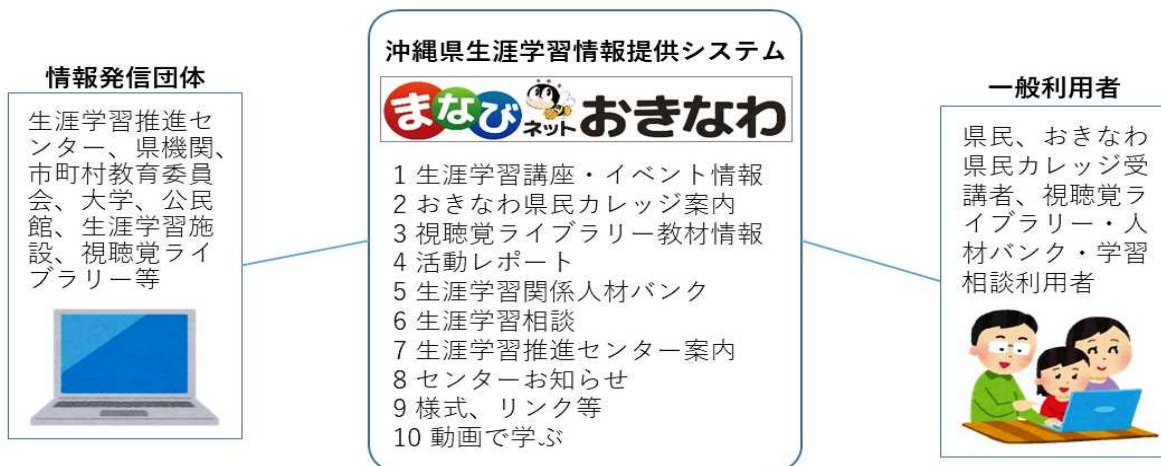 情報発信団体
生涯学習推進セ
ンター、県機関、
市町村教育委員
会、大学、公民
館、生涯学習施
設、視聴覚ライ
ブラリー等
沖縄県生涯学習情報提供システム
まなびネットおきなわ
1 生涯学習講座・イベント情報
2 おきなわ県民カレッジ案内
3 視聴覚ライブラリー教材情報
4 活動レポート
5 生涯学習関係人材バンク
6 生涯学習相談
7 生涯学習推進センター案内
8 センターお知らせ
9 様式、リンク等
10 動画で学ぶ
一般利用者
県民、おきなわ
県民カレッジ受
講者、視聴覚ラ
イブラリー・人
材バンク・学習
相談利用者